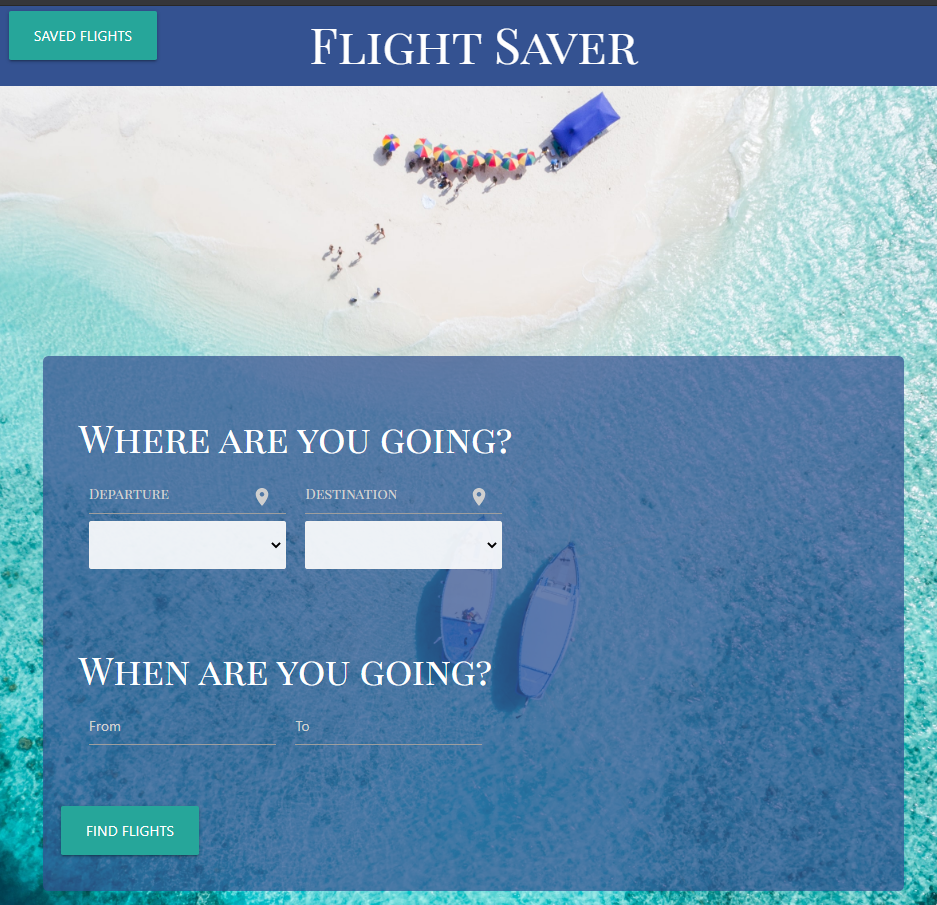 SAVED FLIGHTS
Flight Saver
Where are you going?
Departure
Destination
When are you going?
From
To
FIND FLIGHTS